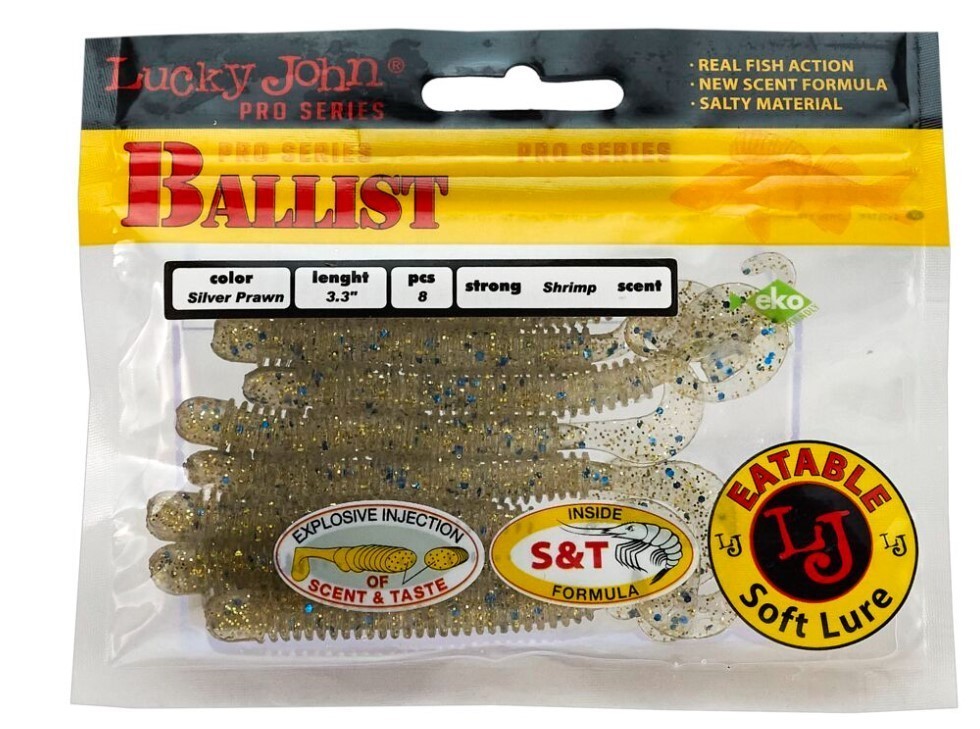 Lucky John®
PRO SERIES
· REAL FISH ACTION
· NEW SCENT FORMULA
· SALTY MATERIAL
PRO SERIES PRO SERIES
BALLIST
color lenght pcs
Silver Prawn 3.3" 8
strong Shrimp scent
eko
EATABLE
LJ LJ LJ
Soft Lure
EXPLOSIVE INJECTION
OF
SCENT & TASTE
INSIDE
S&T
FORMULA